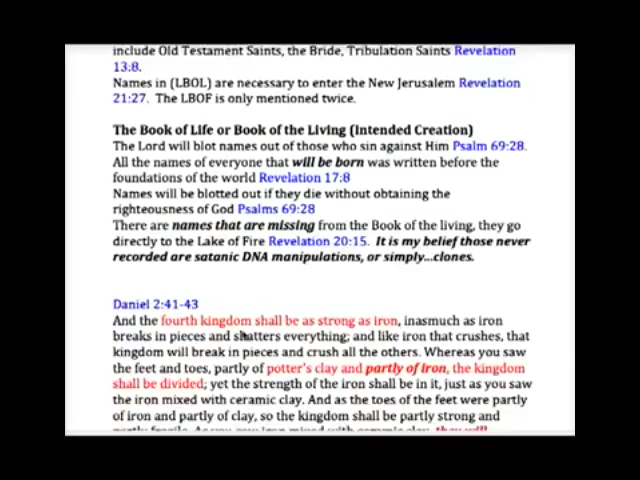 include Old Testament Saints, the Bride, Tribulation Saints Revelation
13:8.
Names in (LBOL) are necessary to enter the New Jerusalem Revelation
21:27.  The LBOF is only mentioned twice.
The Book of Life or Book of the Living (Intended Creation)
The Lord will blot names out of those who sin against Him Psalm 69:28.
All the names of everyone that will be born was written before the
foundations of the world Revelation 17:8
Names will be blotted out if they die without obtaining the
righteousness of God Psalms 69:28
There are names that are missing from the Book of the living, they go
directly to the Lake of Fire Revelation 20:15.  It is my belief those never
recorded are satanic DNA manipulations, or simply...clones.
Daniel 2:41-43
And the fourth kingdom shall be as strong as iron, inasmuch as iron
breaks in pieces and shatters everything; and like iron that crushes, that
kingdom will break in pieces and crush all the others. Whereas you saw
the feet and toes, partly of potter's clay and partly of iron, the kingdom
shall be divided; yet the strength of the iron shall be in it, just as you saw
the iron mixed with ceramic clay. And as the toes of the feet were partly
of iron and partly of clay, so the kingdom shall be partly strong and
partly fragile. As you saw iron mixed with ceramic clay, they will